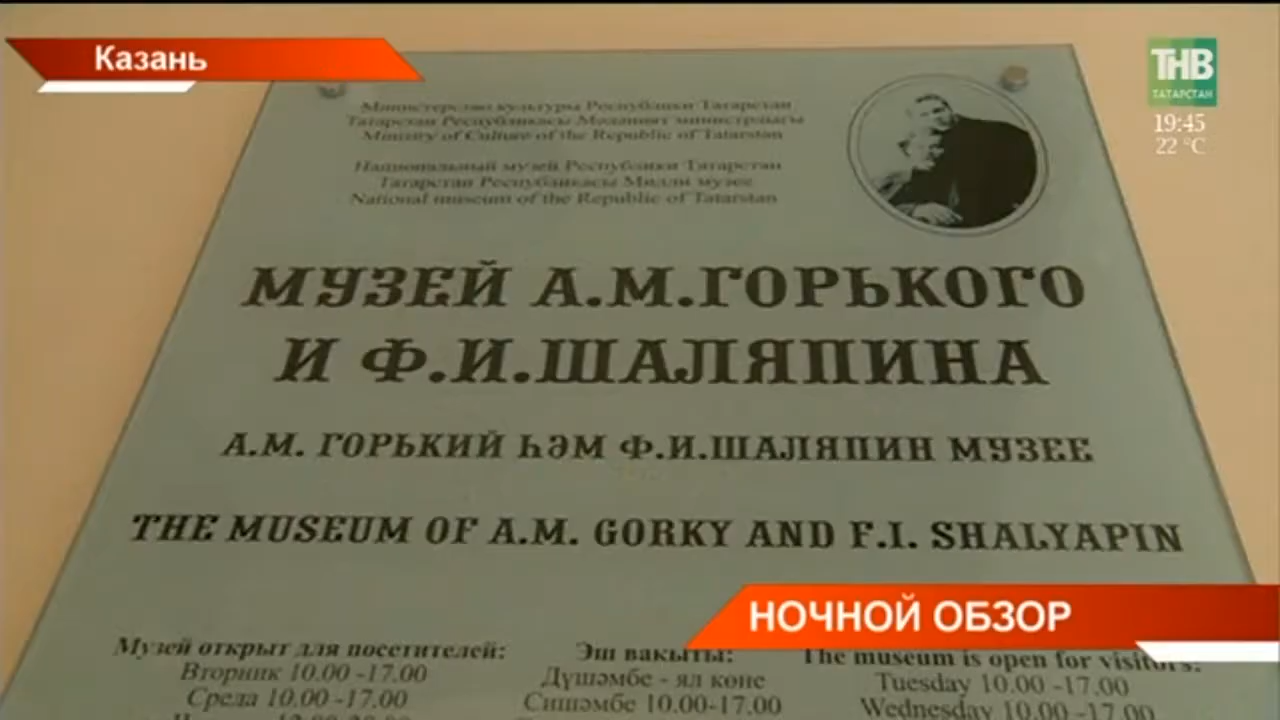 Казань
ТНВ
ТАТАРСТАН
19:45
22 °C
Министерство культуры Республики Татарстан
Татарстан Республикасы Мәдәният министрлыгы
Ministry of Culture of the Republic of Tatarstan
Национальный музей Республики Татарстан
Татарстан Республикасы Милли музее
National museum of the Republic of Tatarstan
МУЗЕЙ А.М.ГОРЬКОГО
И Ф.И.ШАЛЯПИНА
А.М. ГОРЬКИЙ ҺӘМ Ф.И.ШАЛЯПИН МУЗЕЕ
THE MUSEUM OF A.M. GORKY AND F.I. SHALYAPIN
НОЧНОЙ ОБЗОР
Музей открыт для посетителей:
Вторник 10.00 -17.00
Среда 10.00 -17.00
Эш вакыты:
Дүшәмбе - ял көне
Сишәмбе 10.00-17.00
The museum is open for visitors:
Tuesday 10.00 -17.00
Wednesday 10.00 -17.00